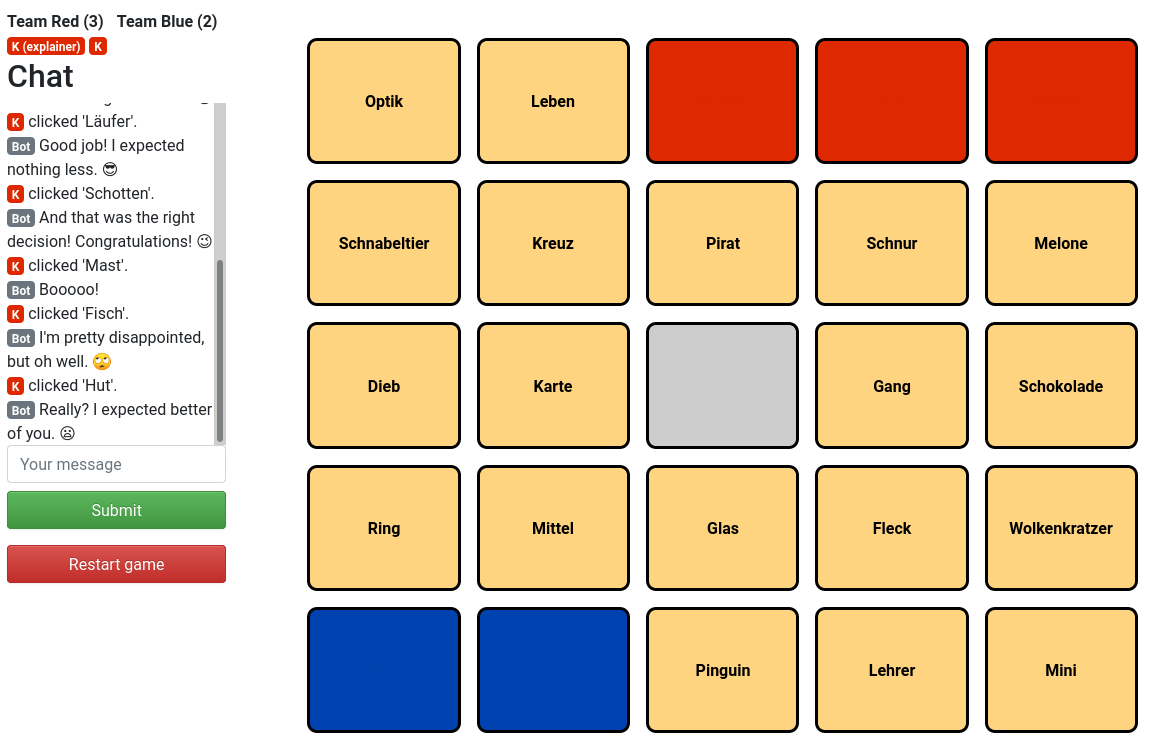 Team Red (3) Team Blue (2)
K (explainer) K
Chat
K clicked 'Läufer'.
Bot Good job! I expected
nothing less. 😎
K clicked 'Schotten'.
Bot And that was the right
decision! Congratulations! 😉
K clicked 'Mast'.
Bot Booooo!
K clicked 'Fisch'.
Bot I'm pretty disappointed,
but oh well. 🙄
K clicked 'Hut'.
Bot Really? I expected better
of you. 😦
Your message
Submit
Restart game
Optik Leben
Schnabeltier Kreuz Pirat Schnur Melone
Dieb Karte Gang Schokolade
Ring Mittel Glas Fleck Wolkenkratzer
Pinguin Lehrer Mini